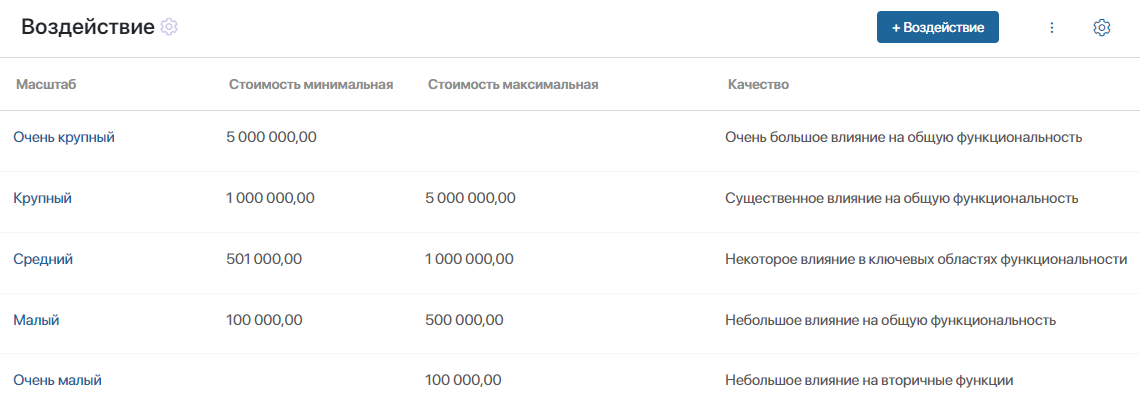 Воздействие
+ Воздействие
Масштаб Стоимость минимальная Стоимость максимальная Качество
Очень крупный 5 000 000,00 Очень большое влияние на общую функциональность
Крупный 1 000 000,00 5 000 000,00 Существенное влияние на общую функциональность
Средний 501 000,00 1 000 000,00 Некоторое влияние в ключевых областях функциональности
Малый 100 000,00 500 000,00 Небольшое влияние на общую функциональность
Очень малый 100 000,00 Небольшое влияние на вторичные функции